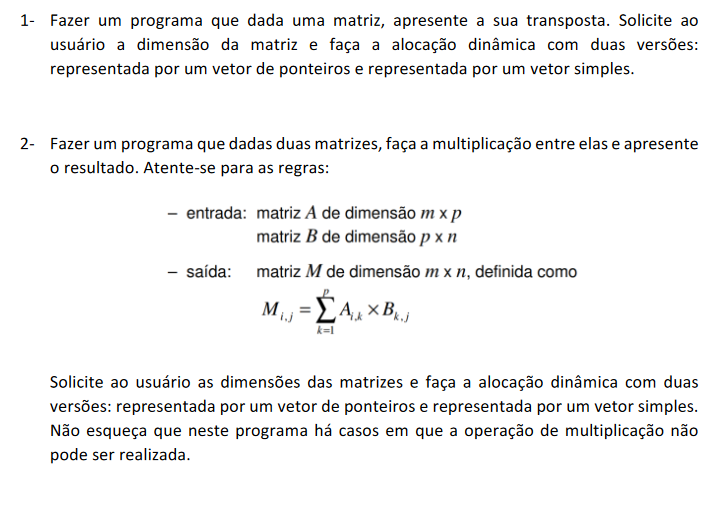 1- Fazer um programa que dada uma matriz, apresente a sua transposta. Solicite ao
usuário a dimensão da matriz e faça a alocação dinâmica com duas versões:
representada por um vetor de ponteiros e representada por um vetor simples.
2- Fazer um programa que dadas duas matrizes, faça a multiplicação entre elas e apresente
o resultado. Atente-se para as regras:
– entrada: matriz A de dimensão m x p
matriz B de dimensão p x n
– saída: matriz M de dimensão m x n, definida como
M_{i,j} = \sum_{k=1}^{p} A_{i,k} × B_{k,j}
Solicite ao usuário as dimensões das matrizes e faça a alocação dinâmica com duas
versões: representada por um vetor de ponteiros e representada por um vetor simples.
Não esqueça que neste programa há casos em que a operação de multiplicação não
pode ser realizada.